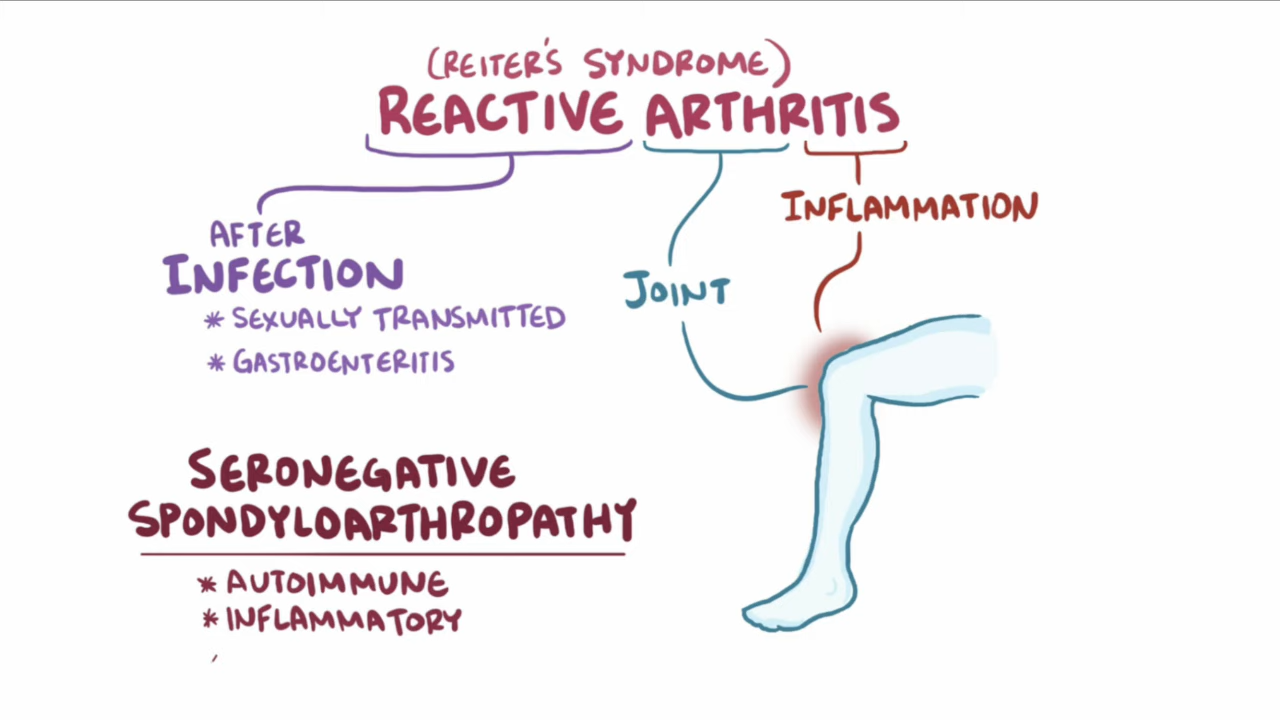 (REITER'S SYNDROME)
REACTIVE ARTHRITIS
INFLAMMATION
AFTER
INFECTION
* SEXUALLY TRANSMITTED
* GASTROENTERITIS
JOINT
SERONEGATIVE
SPONDYLOARTHROPATHY
* AUTOIMMUNE
* INFLAMMATORY